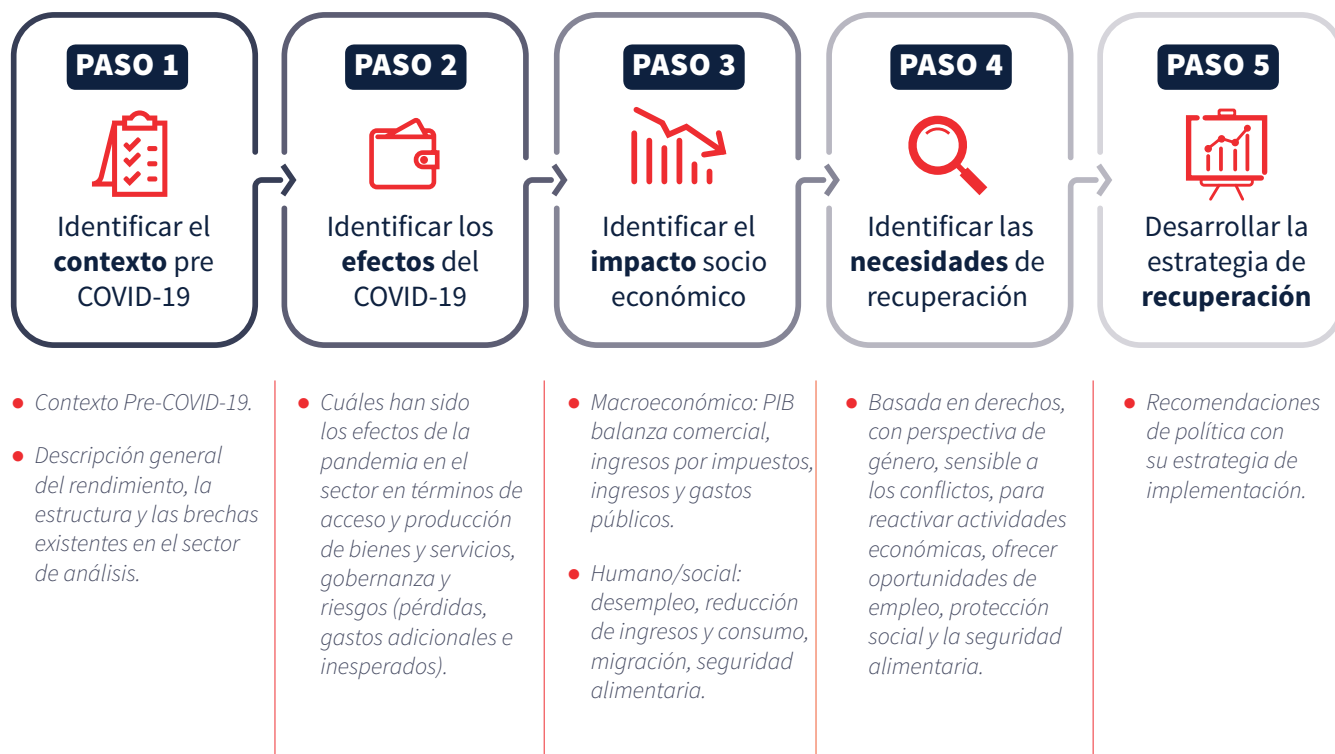 PASO 1
Identificar el
contexto pre
COVID-19
PASO 2
Identificar los
efectos del
COVID-19
PASO 3
Identificar el
impacto socio
económico
PASO 4
Identificar las
necesidades de
recuperación
PASO 5
Desarrollar la
estrategia de
recuperación
• Contexto Pre-COVID-19.
• Descripción general
del rendimiento, la
estructura y las brechas
existentes en el sector
de análisis.
• Cuáles han sido
los efectos de la
pandemia en el
sector en términos de
acceso y producción
de bienes y servicios,
gobernanza y
riesgos (pérdidas,
gastos adicionales e
inesperados).
• Macroeconómico: PIB
balanza comercial,
ingresos por impuestos,
ingresos y gastos
públicos.
• Humano/social:
desempleo, reducción
de ingresos y consumo,
migración, seguridad
alimentaria.
• Basada en derechos,
con perspectiva de
género, sensible a
los conflictos, para
reactivar actividades
económicas, ofrecer
oportunidades de
empleo, protección
social y la seguridad
alimentaria.
• Recomendaciones
de política con
su estrategia de
implementación.